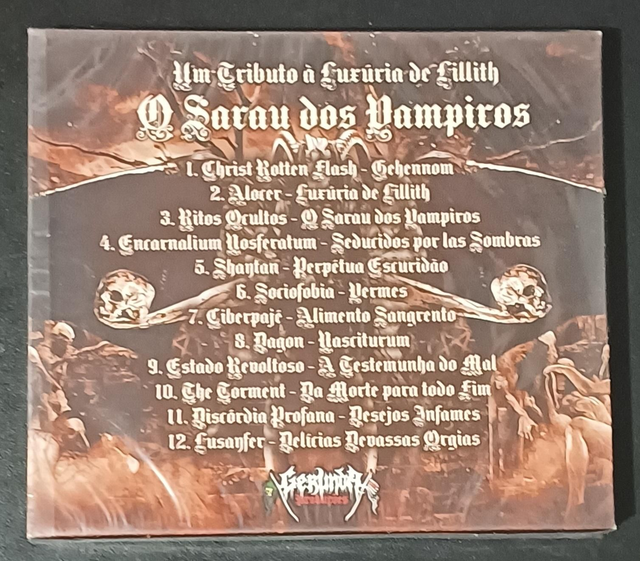 Um Tributo à Luxúria de Lillith
O Sarau dos Vampiros
1. Christ Rotten Flash - Gehennom
2. Alocer - Luxúria de Lillith
3. Ritos Ocultos - O Sarau dos Vampiros
4. Encarnalium Nosferatum - Seducidos por las Sombras
5. Shaytan - Perpétua Escuridão
6. Sociofobia - Vermes
7. Ciberpajé - Alimento Sangrento
8. Dagon - Nasciturum
9. Estado Revoltoso - A Testemunha do Mal
10. The Torment - Da Morte para todo Fim
11. Discórdia Profana - Desejos Infames
12. Lusanfer - Delícias Devassas Orgias
Produções